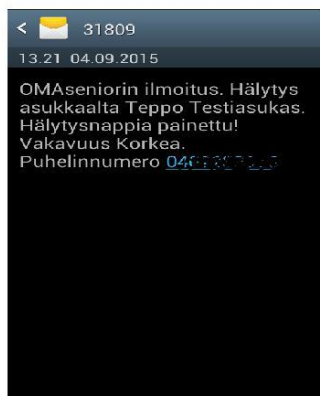 < 31809
13.21 04.09.2015
OMAseniorin ilmoitus. Hälytys
asukkaalta Teppo Testiasukas.
Hälytysnappia painettu!
Vakavuus Korkea.
Puhelinnumero